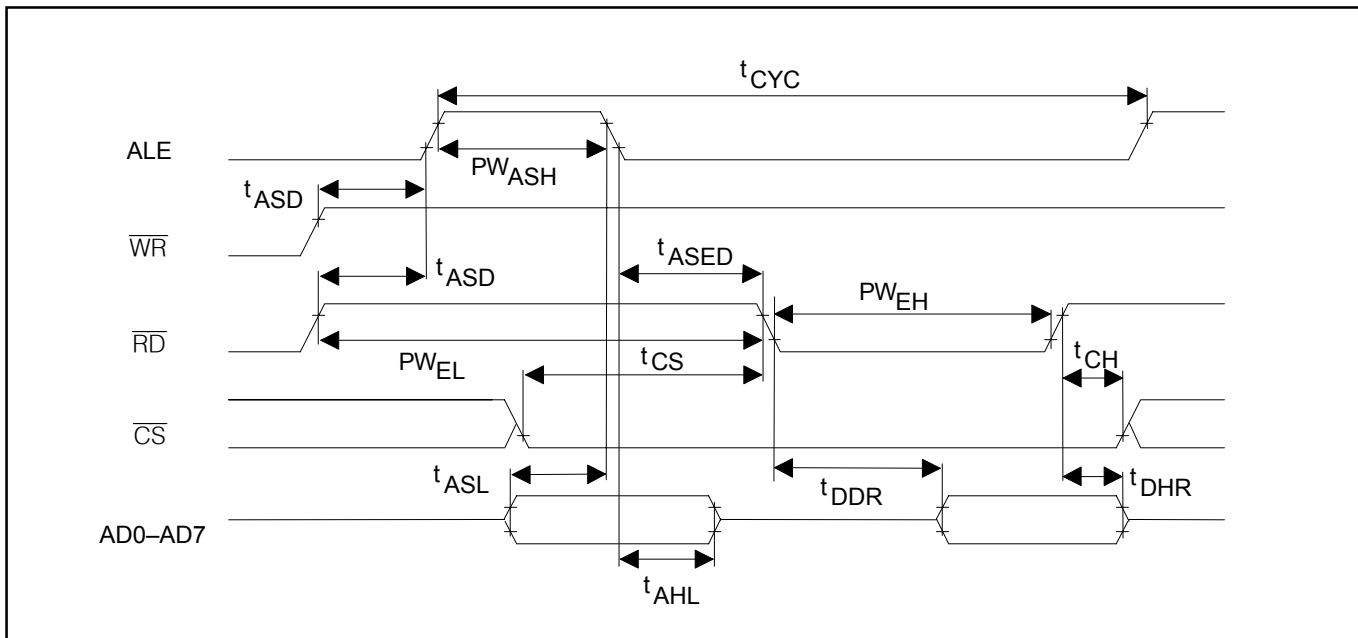 tCYC
ALE
PWASH
tASD
WR
tASED
tASD
PWEH
RD
tCS
PWEL
tCH
CS
tASL
tDDR
tDHR
AD0–AD7
tAHL